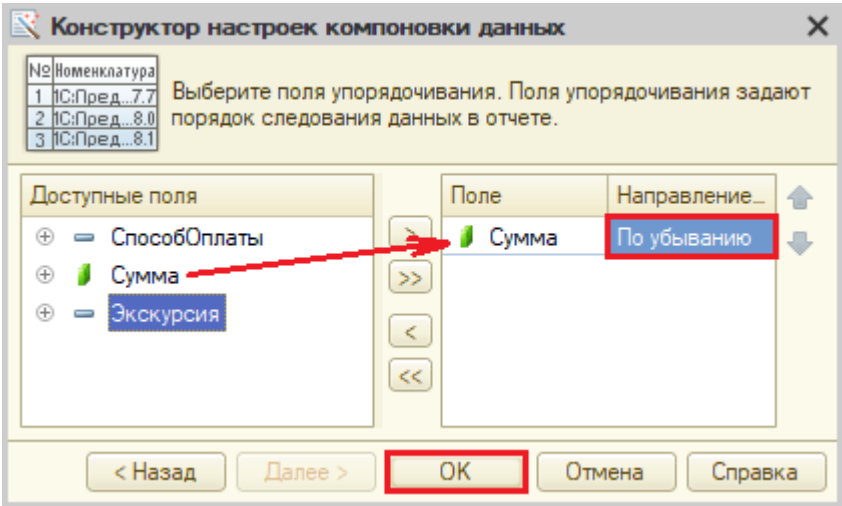 Конструктор настроек компоновки данных
№ Номенклатура
1 1С:Пред...7.7
2 1С:Пред...8.0
3 1С:Пред...8.1
Выберите поля упорядочивания. Поля упорядочивания задают
порядок следования данных в отчете.
Доступные поля
СпособОплаты
Сумма
Экскурсия
>
>>
<
<<
Поле Направление...
Сумма По убыванию
< Назад Далее > OK Отмена Справка